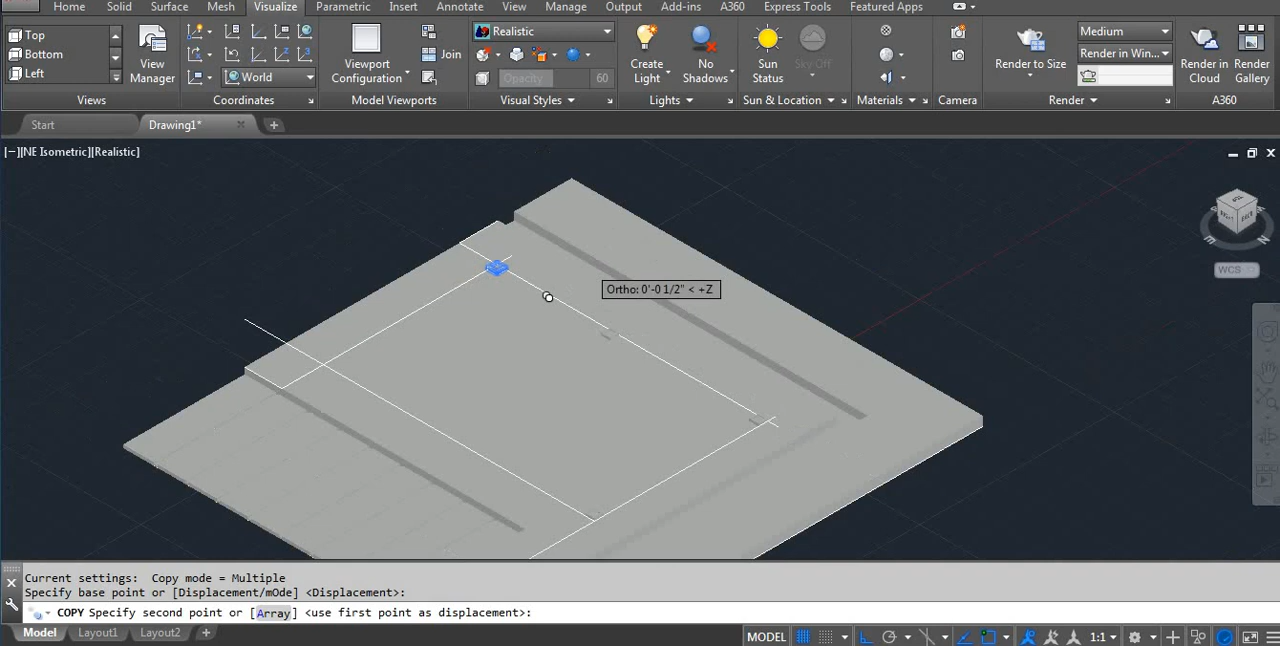 Home Solid Surface Mesh Visualize Parametric Insert Annotate View Manage Output Add-ins A360 Express Tools Featured Apps
Top
Bottom
Left
View
Manager
Views
World
Coordinates
Viewport
Configuration
Join
Model Viewports
Realistic
Opacity 60
Visual Styles
Create
Light
No
Shadows
Lights
Sun
Status
Sky Off
Sun & Location
Materials
Camera
Render to Size
Medium
Render in Win...
Render
Render in
Cloud
Render
Gallery
A360
Start Drawing1*
[−][NE Isometric][Realistic]
Ortho: 0'-0 1/2" < +Z
WCS
Current settings: Copy mode = Multiple
Specify base point or [Displacement/mOde] <Displacement>:
COPY Specify second point or [Array] <use first point as displacement>:
Model Layout1 Layout2 +
MODEL 1:1